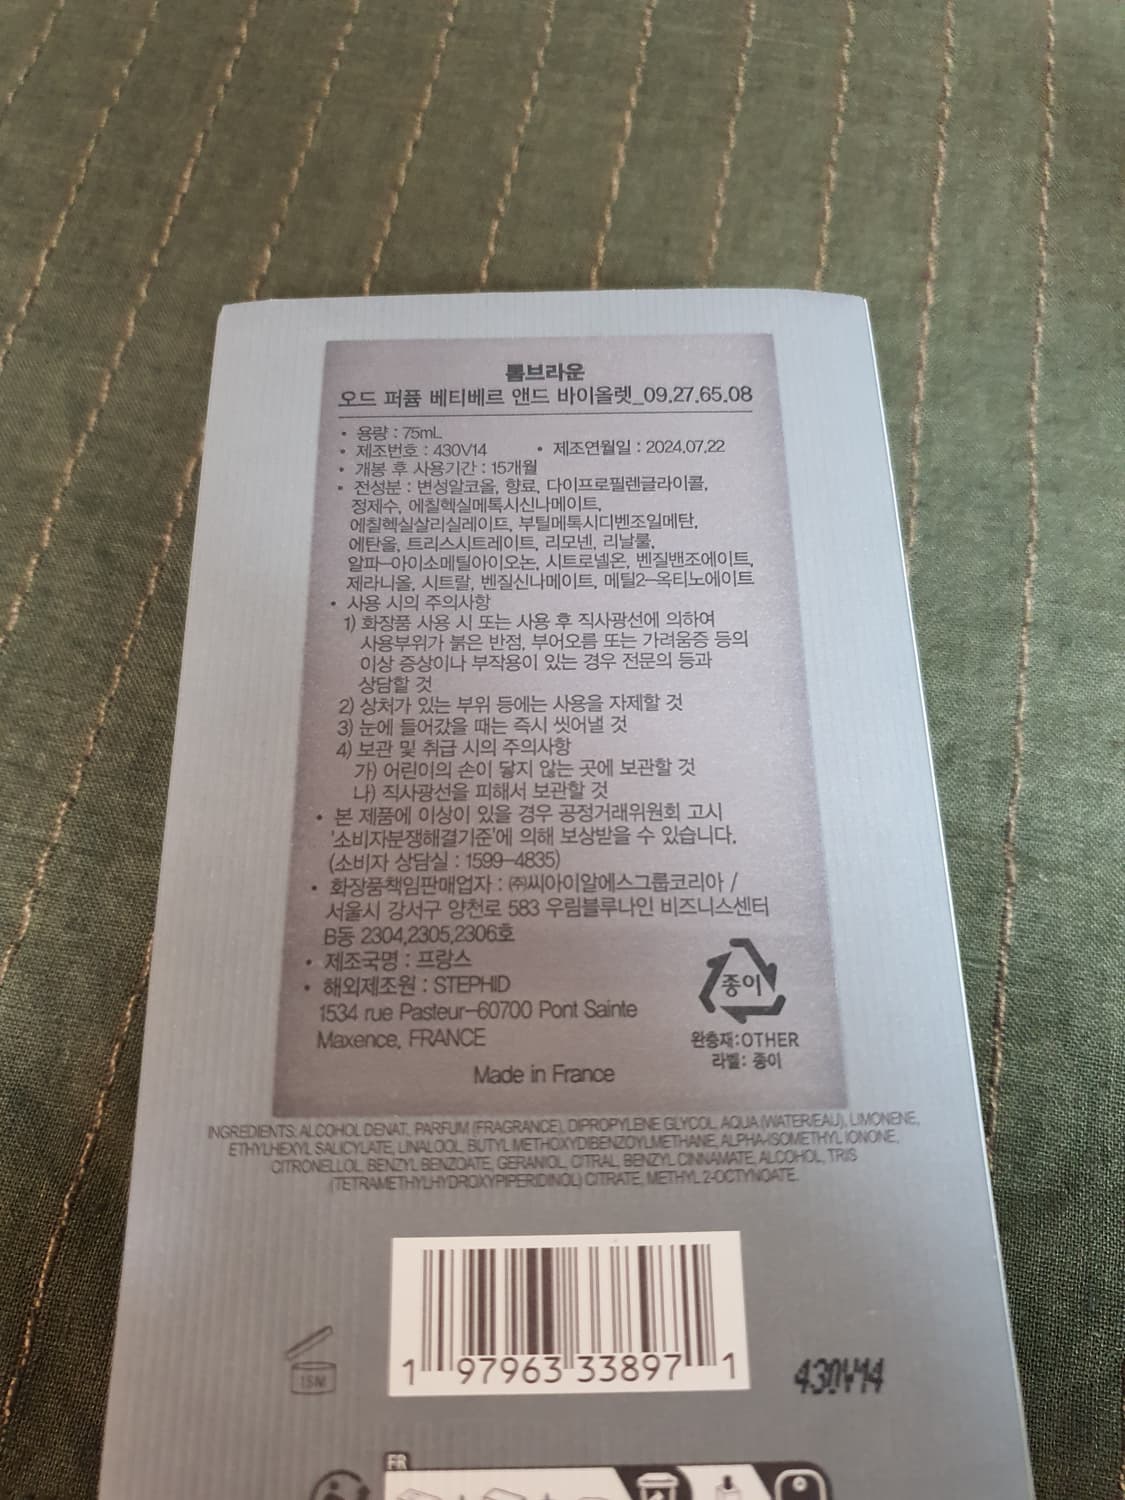 톰브라운
오드 퍼퓸 베티베르 앤드 바이올렛_09.27.65.08
• 용량 : 75mL
• 제조번호 : 430V14 • 제조연월일 : 2024.07.22
• 개봉 후 사용기간 : 15개월
• 전성분 : 변성알코올, 향료, 다이프로필렌글라이콜,
정제수, 에칠헥실메톡시신나메이트,
에칠헥실살리실레이트, 부틸메톡시디벤조일메탄,
에탄올, 트리스시트레이트, 리모넨, 리날룰,
알파-아이소메틸아이오논, 시트로넬온, 벤질밴조에이트,
제라니올, 시트랄, 벤질신나메이트, 메틸2-옥티노에이트
• 사용 시의 주의사항
1) 화장품 사용 시 또는 사용 후 직사광선에 의하여
사용부위가 붉은 반점, 부어오름 또는 가려움증 등의
이상 증상이나 부작용이 있는 경우 전문의 등과
상담할 것
2) 상처가 있는 부위 등에는 사용을 자제할 것
3) 눈에 들어갔을 때는 즉시 씻어낼 것
4) 보관 및 취급 시의 주의사항
가) 어린이의 손이 닿지 않는 곳에 보관할 것
나) 직사광선을 피해서 보관할 것
• 본 제품에 이상이 있을 경우 공정거래위원회 고시
'소비자분쟁해결기준'에 의해 보상받을 수 있습니다.
(소비자 상담실 : 1599-4835)
• 화장품책임판매업자 : ㈜씨아이알에스그룹코리아 /
서울시 강서구 양천로 583 우림블루나인 비즈니스센터
B동 2304,2305,2306호
• 제조국명 : 프랑스
• 해외제조원 : STEPHID
1534 rue Pasteur-60700 Pont Sainte
Maxence, FRANCE
종이
완충재:OTHER
라벨: 종이
Made in France
INGREDIENTS: ALCOHOL DENAT., PARFUM (FRAGRANCE), DIPROPYLENE GLYCOL, AQUA (WATER/EAU), LIMONENE,
ETHYLHEXYL SALICYLATE, LINALOOL, BUTYL METHOXYDIBENZOYLMETHANE, ALPHA-ISOMETHYL IONONE,
CITRONELLOL, BENZYL BENZOATE, GERANIOL, CITRAL, BENZYL CINNAMATE, ALCOHOL, TRIS
(TETRAMETHYLHYDROXYPIPERIDINOL) CITRATE, METHYL 2-OCTYNOATE.
15M
1 97963 33897 1
430V14
FR